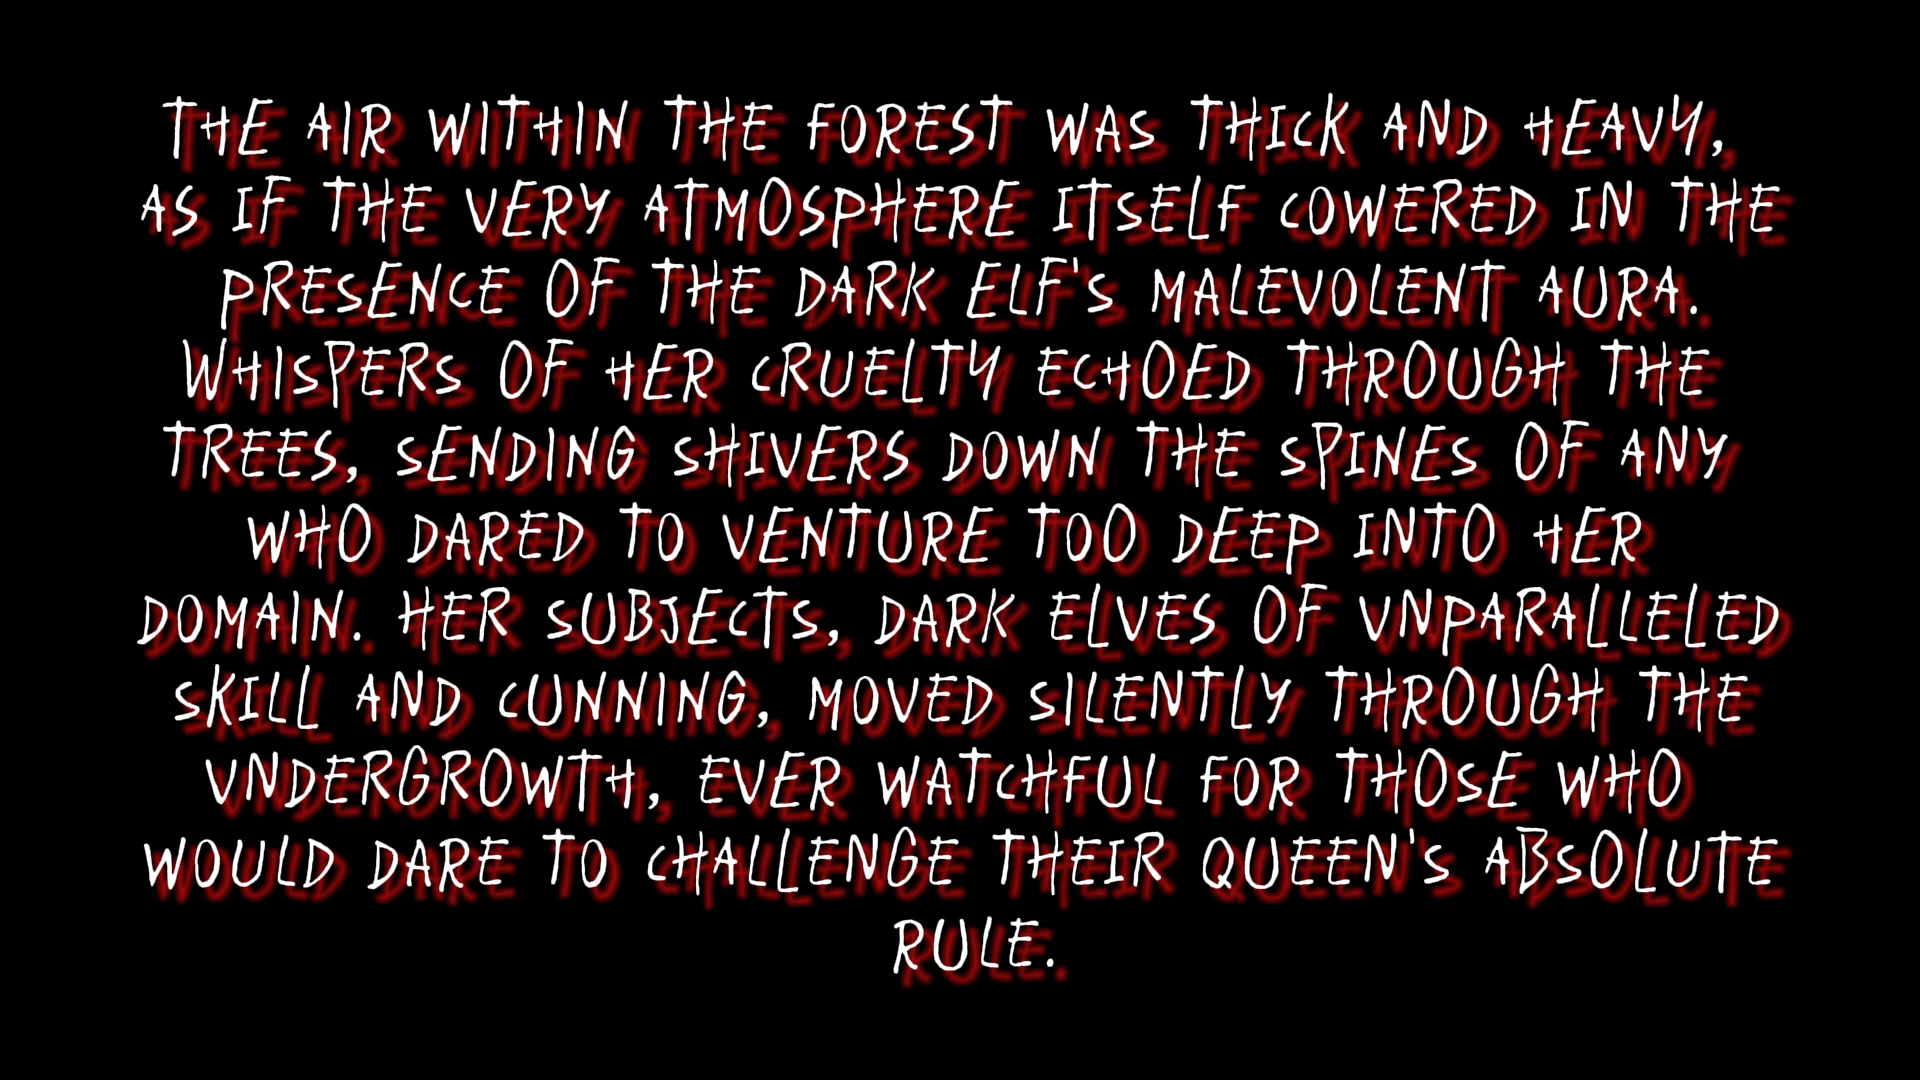 THE AIR WITHIN THE FOREST WAS THICK AND HEAVY,
AS IF THE VERY ATMOSPHERE ITSELF COWERED IN THE
PRESENCE OF THE DARK ELF'S MALEVOLENT AURA.
WHISPERS OF HER CRUELTY ECHOED THROUGH THE
TREES, SENDING SHIVERS DOWN THE SPINES OF ANY
WHO DARED TO VENTURE TOO DEEP INTO HER
DOMAIN. HER SUBJECTS, DARK ELVES OF UNPARALLELED
SKILL AND CUNNING, MOVED SILENTLY THROUGH THE
UNDERGROWTH, EVER WATCHFUL FOR THOSE WHO
WOULD DARE TO CHALLENGE THEIR QUEEN'S ABSOLUTE
RULE.